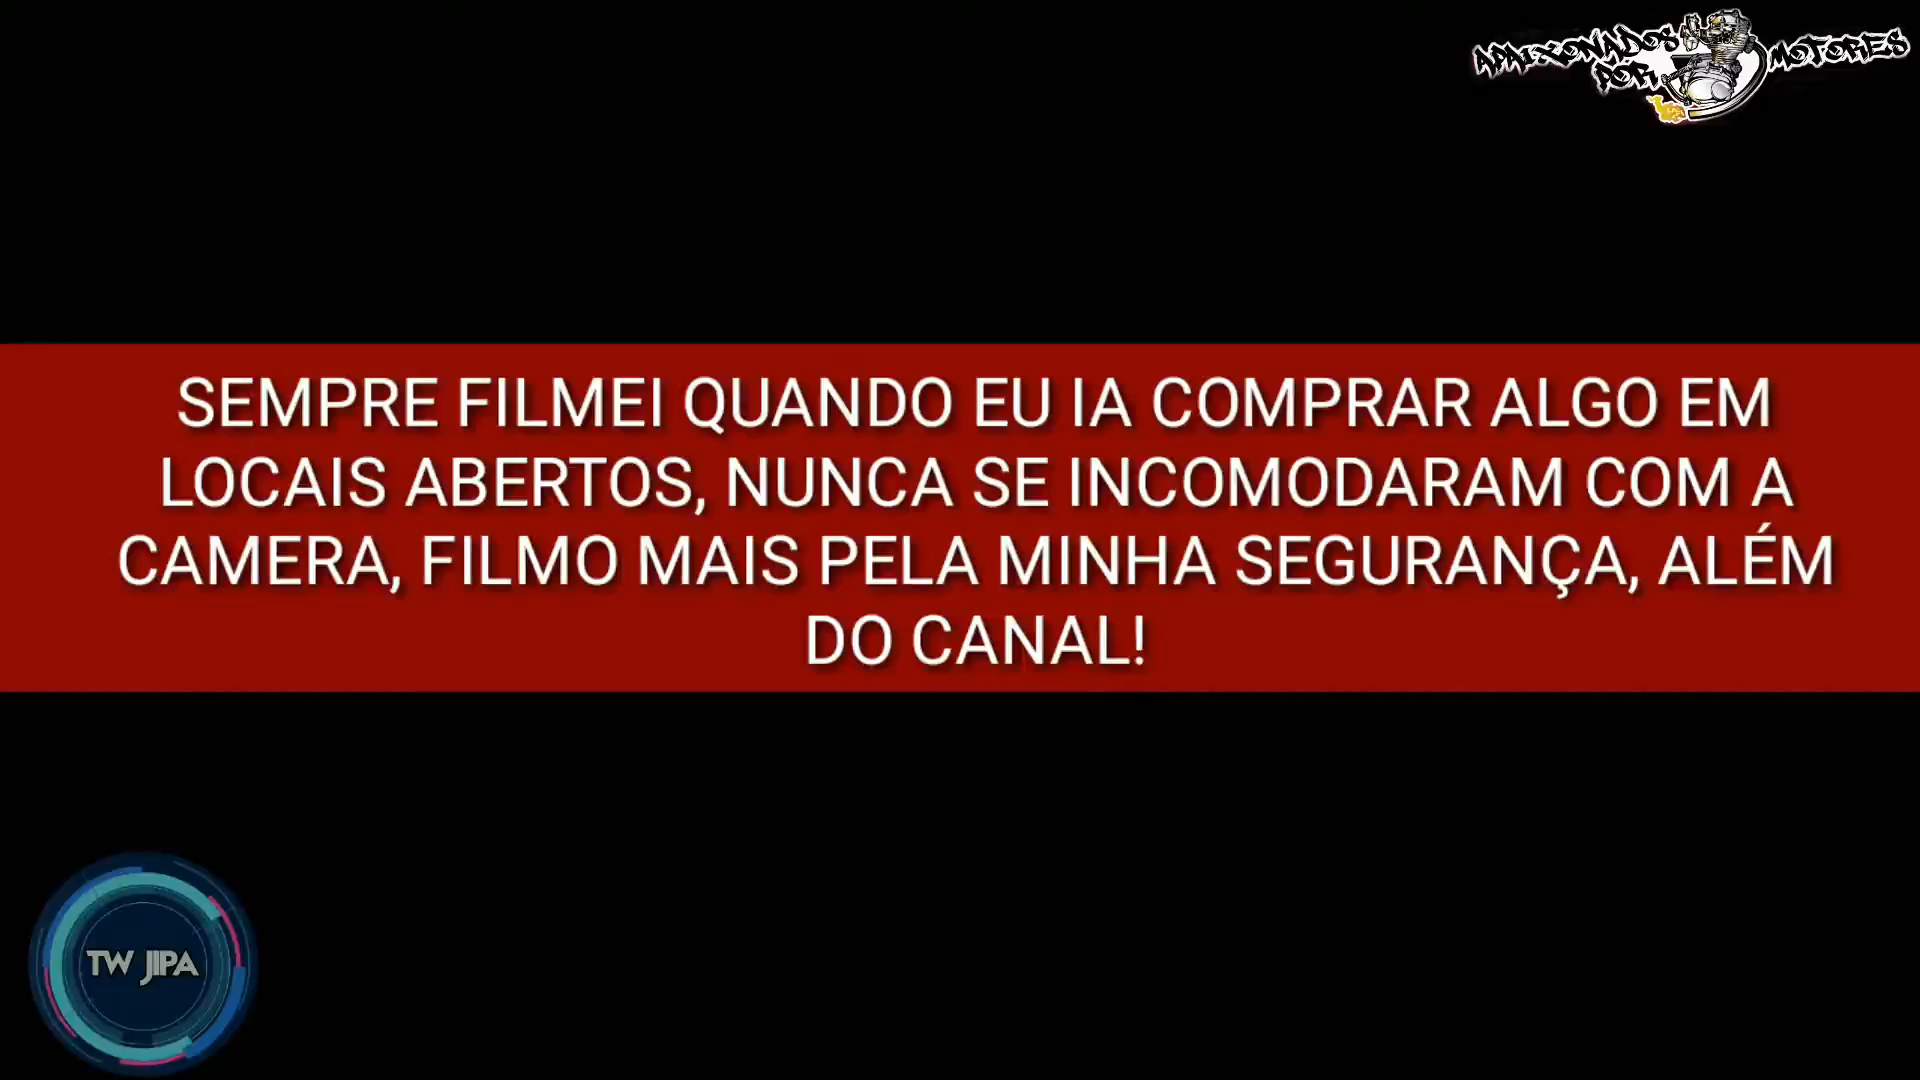 APAIXONADOS
POR
MOTORES
SEMPRE FILMEI QUANDO EU IA COMPRAR ALGO EM
LOCAIS ABERTOS, NUNCA SE INCOMODARAM COM A
CAMERA, FILMO MAIS PELA MINHA SEGURANÇA, ALÉM
DO CANAL!
TW JIPA